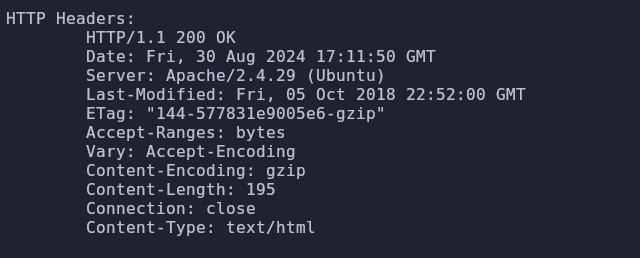 HTTP Headers:
HTTP/1.1 200 OK
Date: Fri, 30 Aug 2024 17:11:50 GMT
Server: Apache/2.4.29 (Ubuntu)
Last-Modified: Fri, 05 Oct 2018 22:52:00 GMT
ETag: "144-577831e9005e6-gzip"
Accept-Ranges: bytes
Vary: Accept-Encoding
Content-Encoding: gzip
Content-Length: 195
Connection: close
Content-Type: text/html